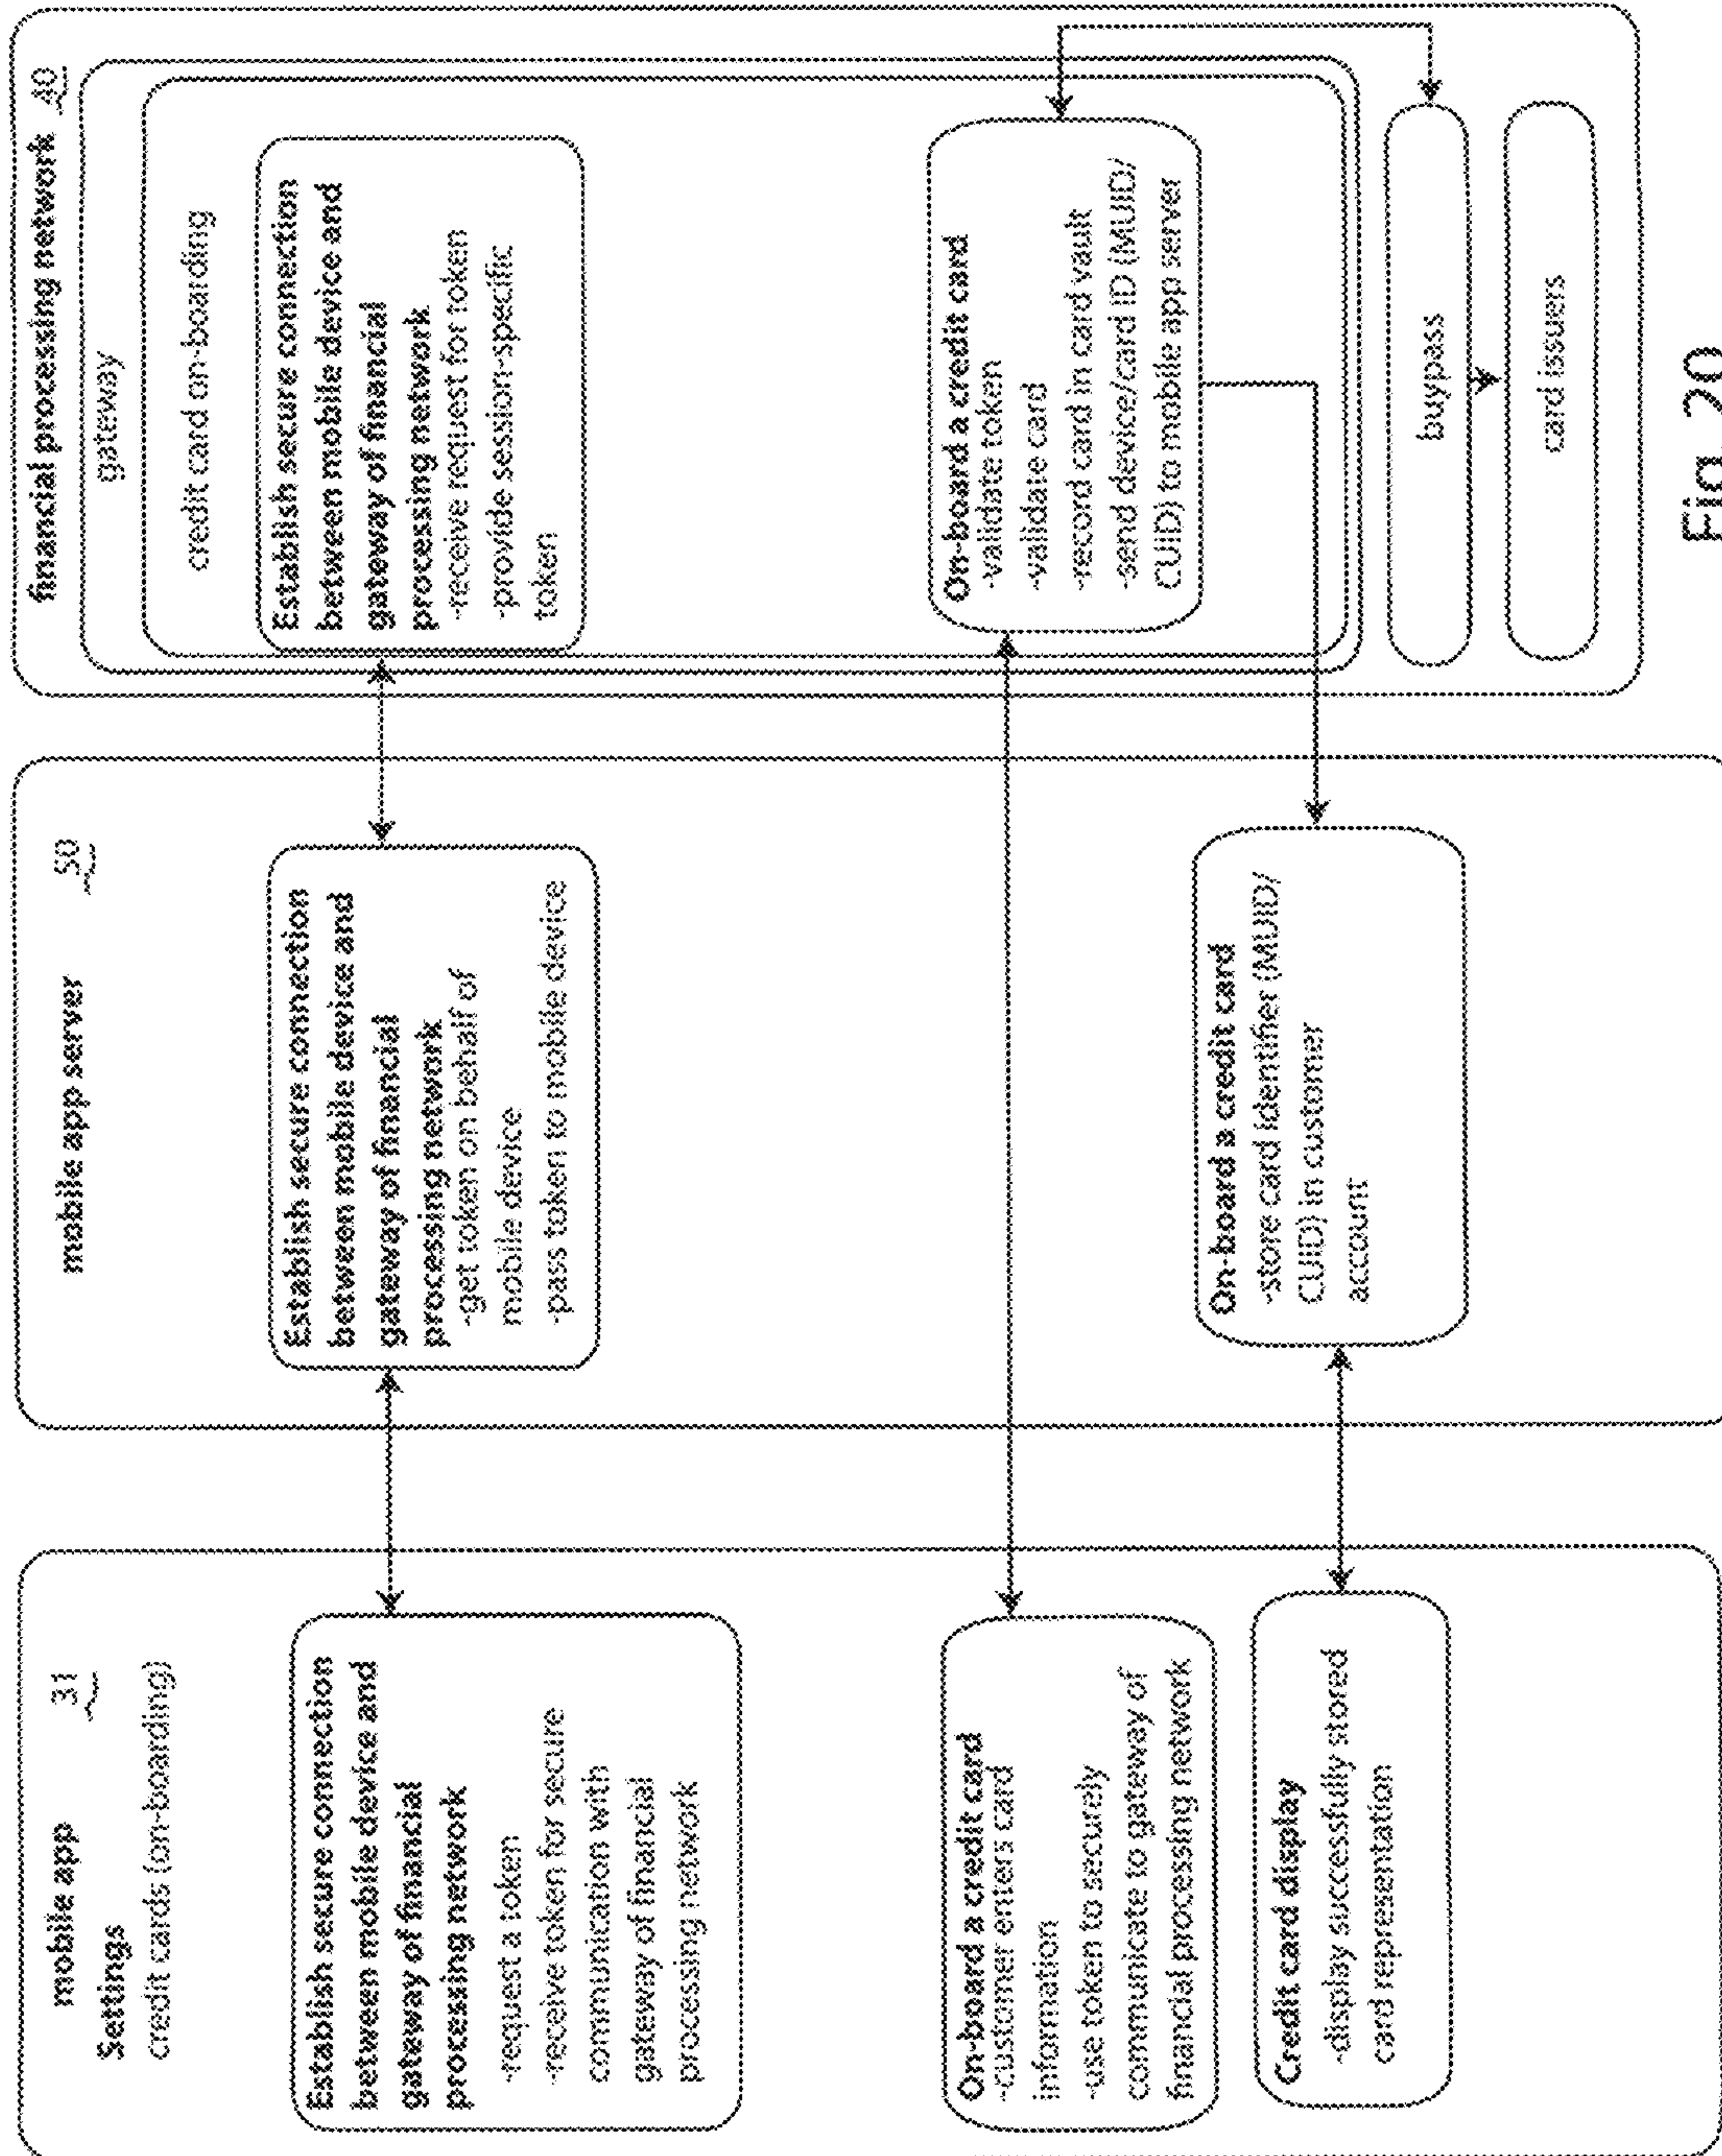 mobile app 31
Settings
credit cards (on-boarding)
Establish secure connection
between mobile device and
gateway of financial
processing network
-request a token
-receive token for secure
communication with
gateway of financial
processing network
On-board a credit card
-customer enters card
information
-use token to securely
communicate to gateway of
financial processing network
Credit card display
-display successfully stored
card representation
mobile app server 50
Establish secure connection
between mobile device and
gateway of financial
processing network
-get token on behalf of
mobile device
-pass token to mobile device
On-board a credit card
-store card identifier (MUID/
CUID) in customer
account
financial processing network 40
gateway
credit card on-boarding
Establish secure connection
between mobile device and
gateway of financial
processing network
-receive request for token
-provide session-specific
token
On-board a credit card
-validate token
-validate card
-record card in card vault
-send device/card ID (MUID/
CUID) to mobile app server
buypass
card issuers
Fig. 20